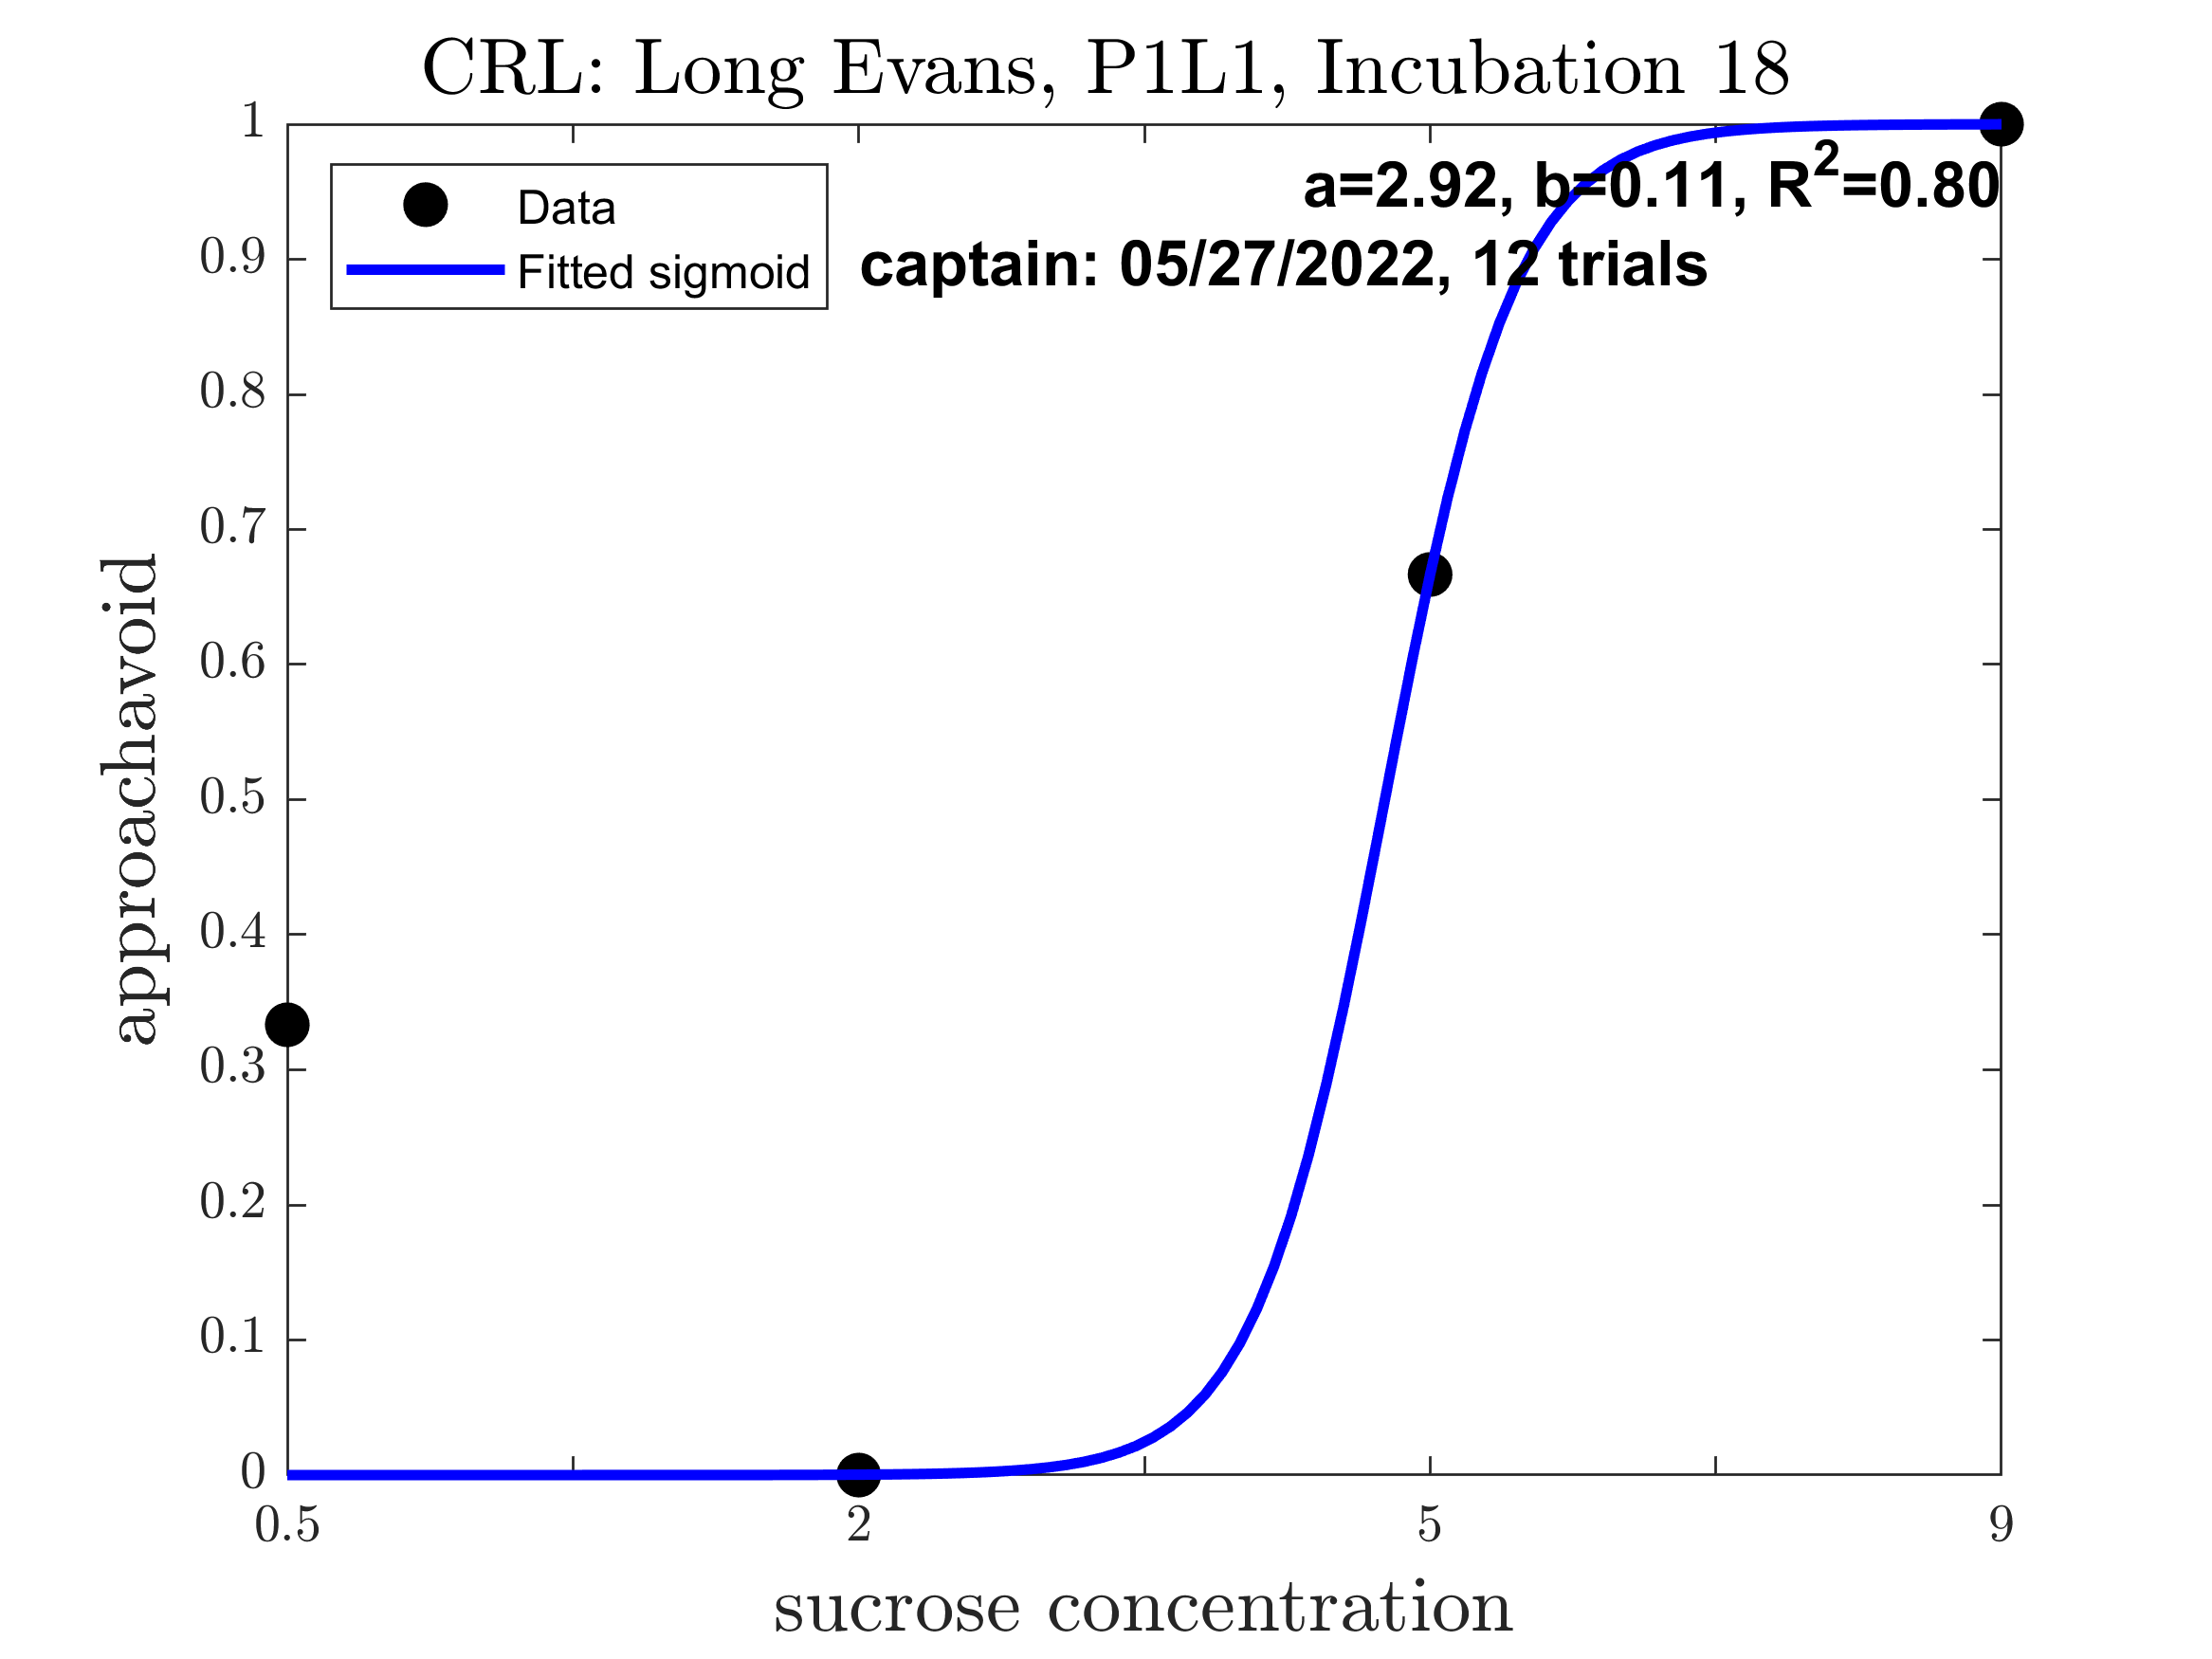 CRL: Long Evans, P1L1, Incubation 18
a=2.92, b=0.11, R²=0.80
captain: 05/27/2022, 12 trials
Data
Fitted sigmoid
1
0.9
0.8
0.7
0.6
0.5
0.4
0.3
0.2
0.1
0
approachavoid
0.5 2 5 9
sucrose concentration